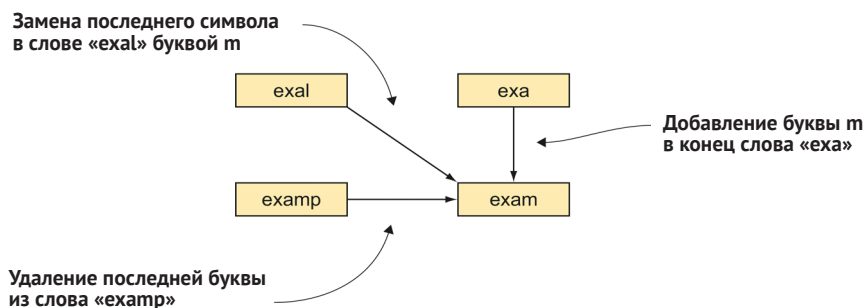 Замена последнего символа
в слове «exal» буквой m
exal
exa
Добавление буквы m
в конец слова «exa»
examp
exam
Удаление последней буквы
из слова «examp»